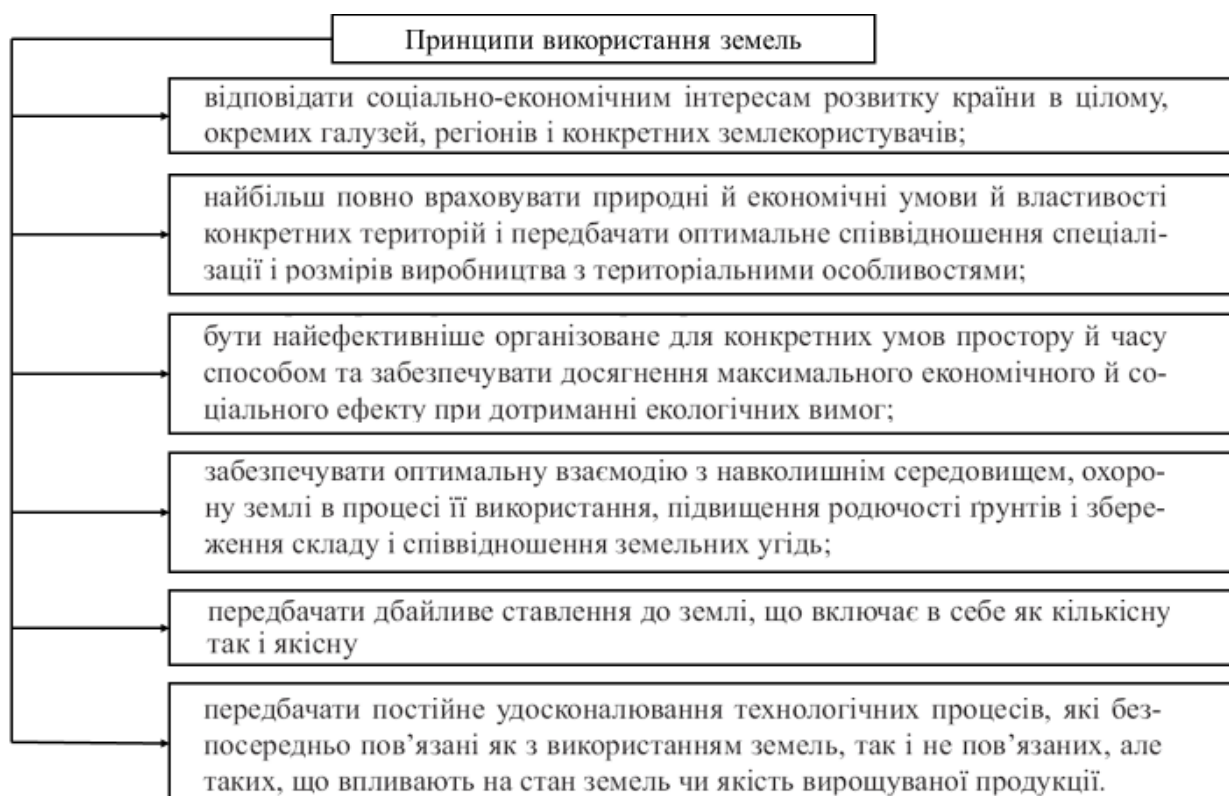 Принципи використання земель
відповідати соціально-економічним інтересам розвитку країни в цілому,
окремих галузей, регіонів і конкретних землекористувачів;
найбільш повно враховувати природні й економічні умови й властивості
конкретних територій і передбачати оптимальне співвідношення спеціалі-
зації і розмірів виробництва з територіальними особливостями;
бути найефективніше організоване для конкретних умов простору й часу
способом та забезпечувати досягнення максимального економічного й со-
ціального ефекту при дотриманні екологічних вимог;
забезпечувати оптимальну взаємодію з навколишнім середовищем, охоро-
ну землі в процесі її використання, підвищення родючості ґрунтів і збере-
ження складу і співвідношення земельних угідь;
передбачати дбайливе ставлення до землі, що включає в себе як кількісну
так і якісну
передбачати постійне удосконалювання технологічних процесів, які без-
посередньо пов’язані як з використанням земель, так і не пов’язаних, але
таких, що впливають на стан земель чи якість вирощуваної продукції.